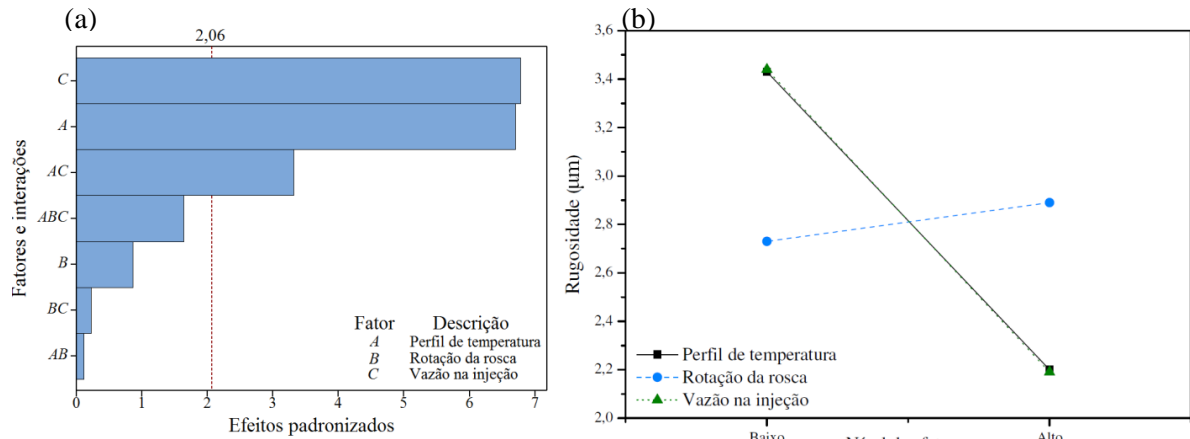 (a)
2,06
Fatores e interações
C
A
AC
ABC
B
BC
AB
Fator Descrição
A Perfil de temperatura
B Rotação da rosca
C Vazão na injeção
0 1 2 3 4 5 6 7
Efeitos padronizados
(b)
Rugosidade (µm)
3,6
3,4
3,2
3,0
2,8
2,6
2,4
2,2
2,0
Perfil de temperatura
Rotação da rosca
Vazão na injeção
Baixo Alto